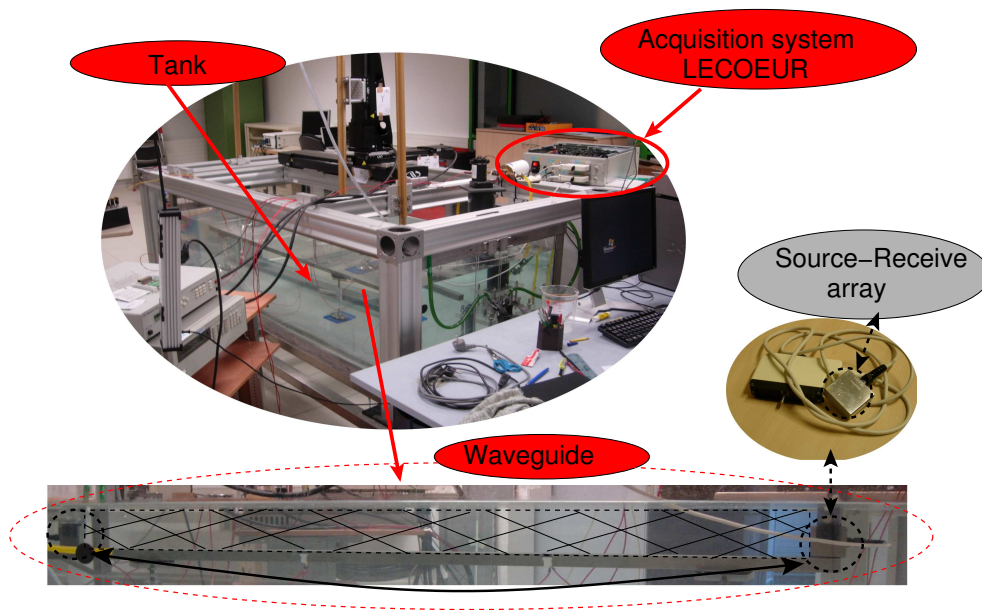 Tank
Acquisition system
LECOEUR
Source−Receive
array
Waveguide